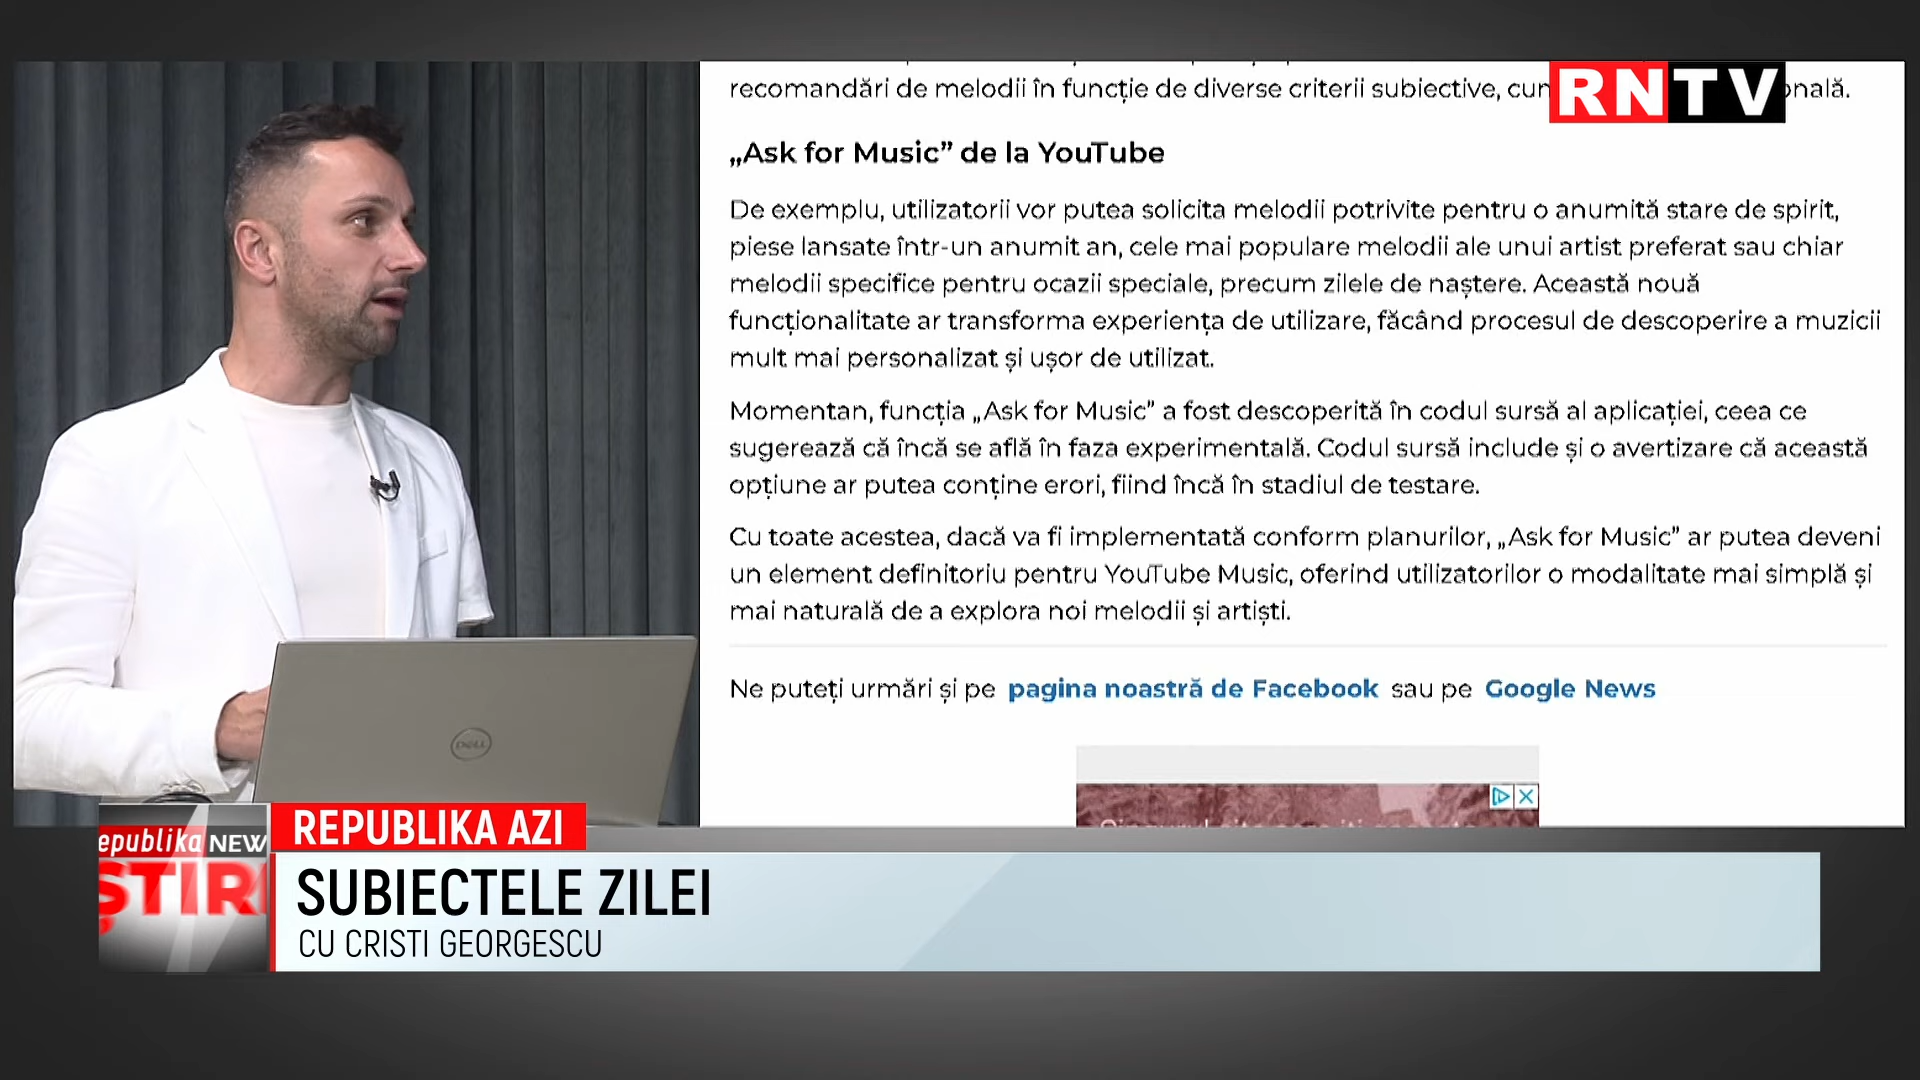 recomandări de melodii în funcție de diverse criterii subiective,
RNTV
„Ask for Music” de la YouTube
De exemplu, utilizatorii vor putea solicita melodii potrivite pentru o anumită stare de spirit,
piese lansate într-un anumit an, cele mai populare melodii ale unui artist preferat sau chiar
melodii specifice pentru ocazii speciale, precum zilele de naștere. Această nouă
funcționalitate ar transforma experiența de utilizare, făcând procesul de descoperire a muzicii
mult mai personalizat și ușor de utilizat.
Momentan, funcția „Ask for Music” a fost descoperită în codul sursă al aplicației, ceea ce
sugerează că încă se află în faza experimentală. Codul sursă include și o avertizare că această
opțiune ar putea conține erori, fiind încă în stadiul de testare.
Cu toate acestea, dacă va fi implementată conform planurilor, „Ask for Music” ar putea deveni
un element definitoriu pentru YouTube Music, oferind utilizatorilor o modalitate mai simplă și
mai naturală de a explora noi melodii și artiști.
Ne puteți urmări și pe pagina noastră de Facebook sau pe Google News
DELL
REPUBLIKA AZI
epublika NEW
ȘTIRI
SUBIECTELE ZILEI
CU CRISTI GEORGESCU